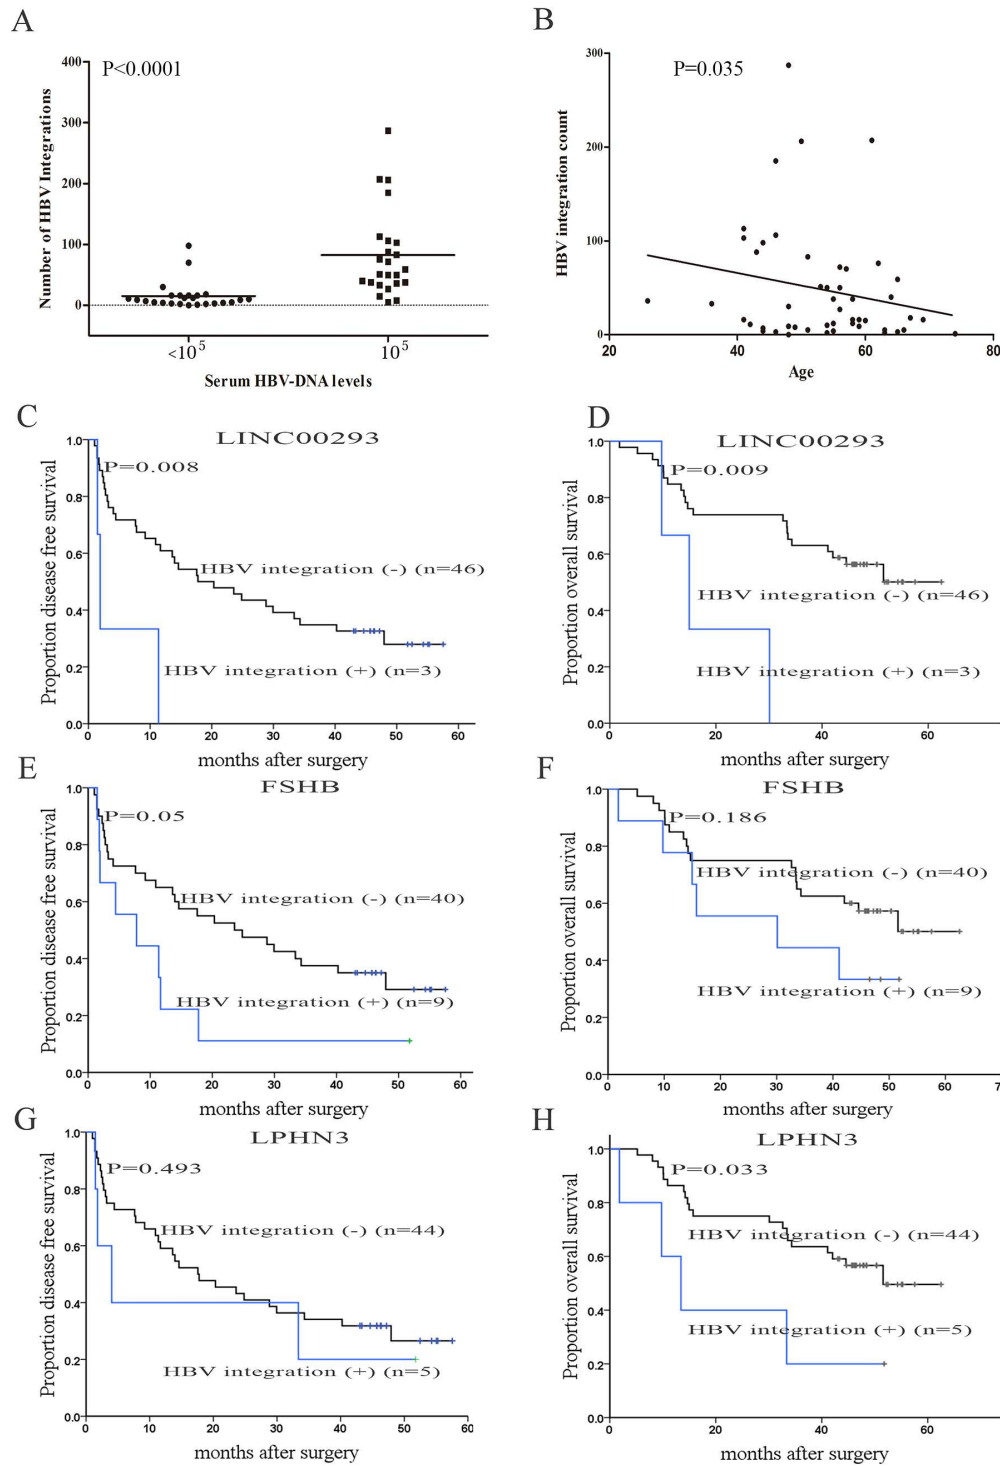 A
P<0.0001
Number of HBV Integrations
400
300
200
100
0
<10^5
10^5
Serum HBV-DNA levels
B
P=0.035
HBV integration count
300
200
100
0
20
40
60
80
Age
C
LINC00293
P=0.008
Proportion disease free survival
1.0
0.8
0.6
0.4
0.2
0.0
HBV integration (-) (n=46)
HBV integration (+) (n=3)
0
10
20
30
40
50
60
months after surgery
D
LINC00293
P=0.009
Proportion overall survival
1.0
0.8
0.6
0.4
0.2
0.0
HBV integration (-) (n=46)
HBV integration (+) (n=3)
0
20
40
60
months after surgery
E
FSHB
P=0.05
Proportion disease free survival
1.0
0.8
0.6
0.4
0.2
0.0
HBV integration (-) (n=40)
HBV integration (+) (n=9)
0
10
20
30
40
50
60
months after surgery
F
FSHB
P=0.186
Proportion overall survival
1.0
0.8
0.6
0.4
0.2
0.0
HBV integration (-) (n=40)
HBV integration (+) (n=9)
0
10
20
30
40
50
60
months after surgery
G
LPHN3
P=0.493
Proportion disease free survival
1.0
0.8
0.6
0.4
0.2
0.0
HBV integration (-) (n=44)
HBV integration (+) (n=5)
0
10
20
30
40
50
60
months after surgery
H
LPHN3
P=0.033
Proportion overall survival
1.0
0.8
0.6
0.4
0.2
0.0
HBV integration (-) (n=44)
HBV integration (+) (n=5)
0
20
40
60
months after surgery